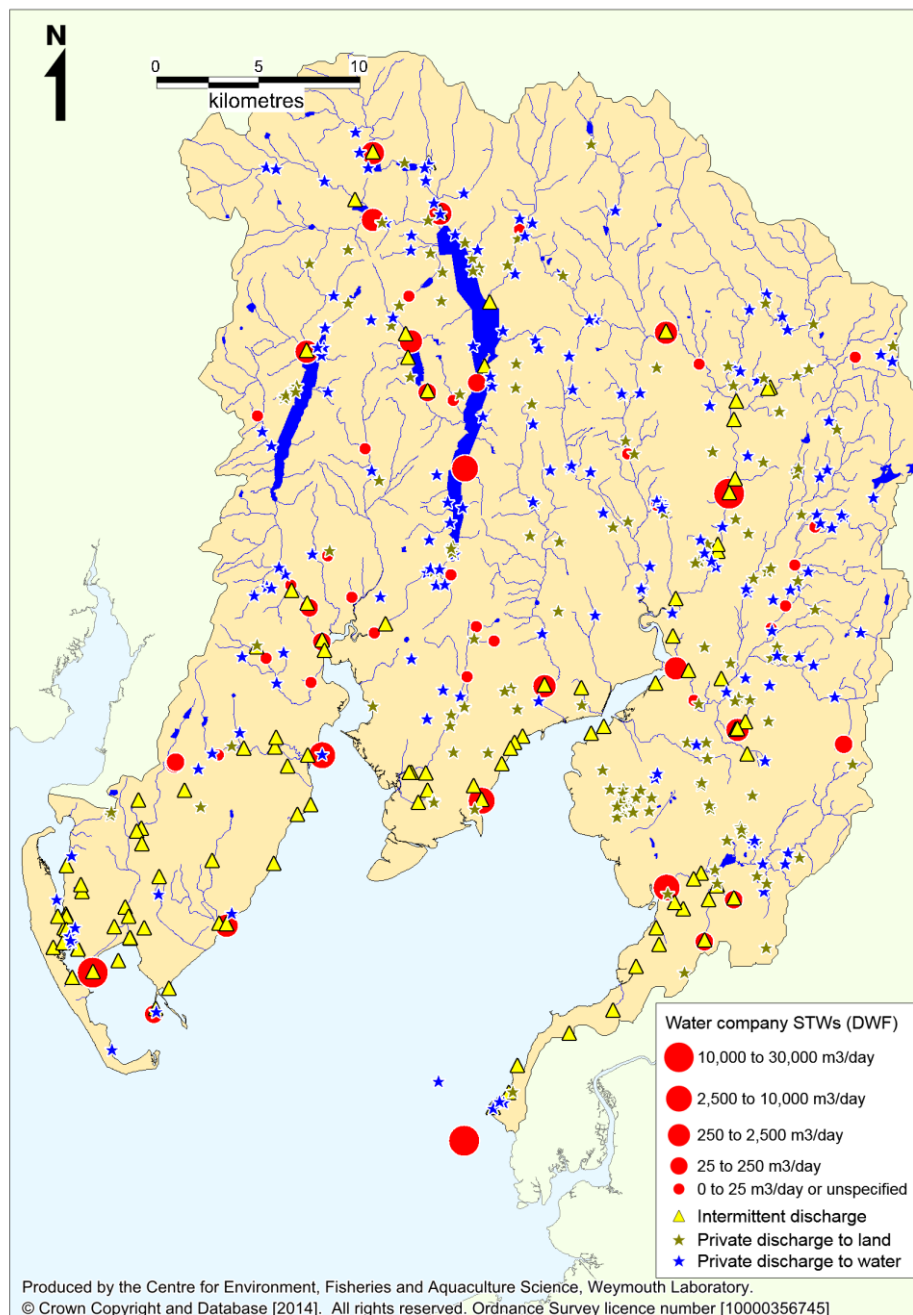 N
0 5 10
kilometres
Water company STWs (DWF)
10,000 to 30,000 m3/day
2,500 to 10,000 m3/day
250 to 2,500 m3/day
25 to 250 m3/day
0 to 25 m3/day or unspecified
Intermittent discharge
Private discharge to land
Private discharge to water
Produced by the Centre for Environment, Fisheries and Aquaculture Science, Weymouth Laboratory.
© Crown Copyright and Database [2014]. All rights reserved. Ordnance Survey licence number [100000356745]